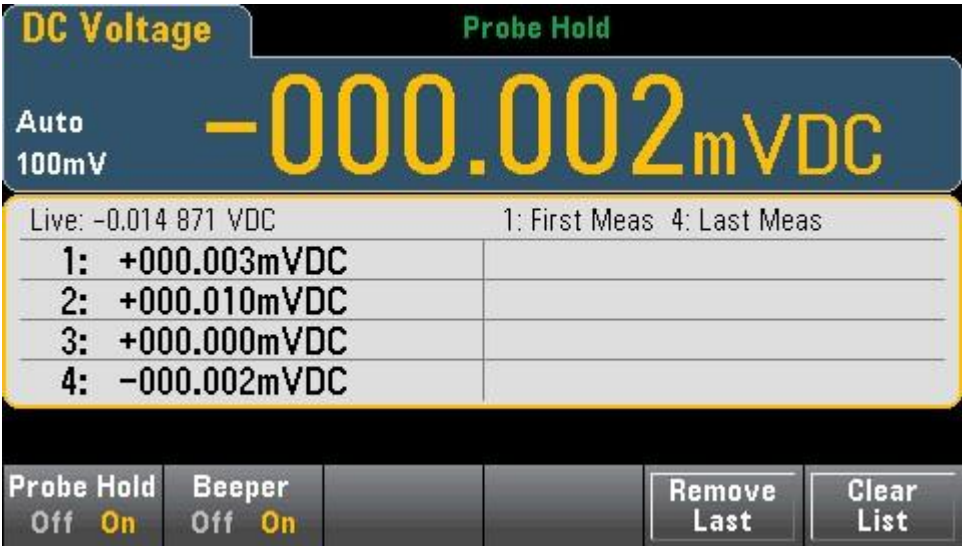 DC Voltage
Probe Hold
Auto
100mV
-000.002mVDC
Live: -0.014 871 VDC
1: First Meas 4: Last Meas
1: +000.003mVDC
2: +000.010mVDC
3: +000.000mVDC
4: -000.002mVDC
Probe Hold
Off On
Beeper
Off On
Remove
Last
Clear
List